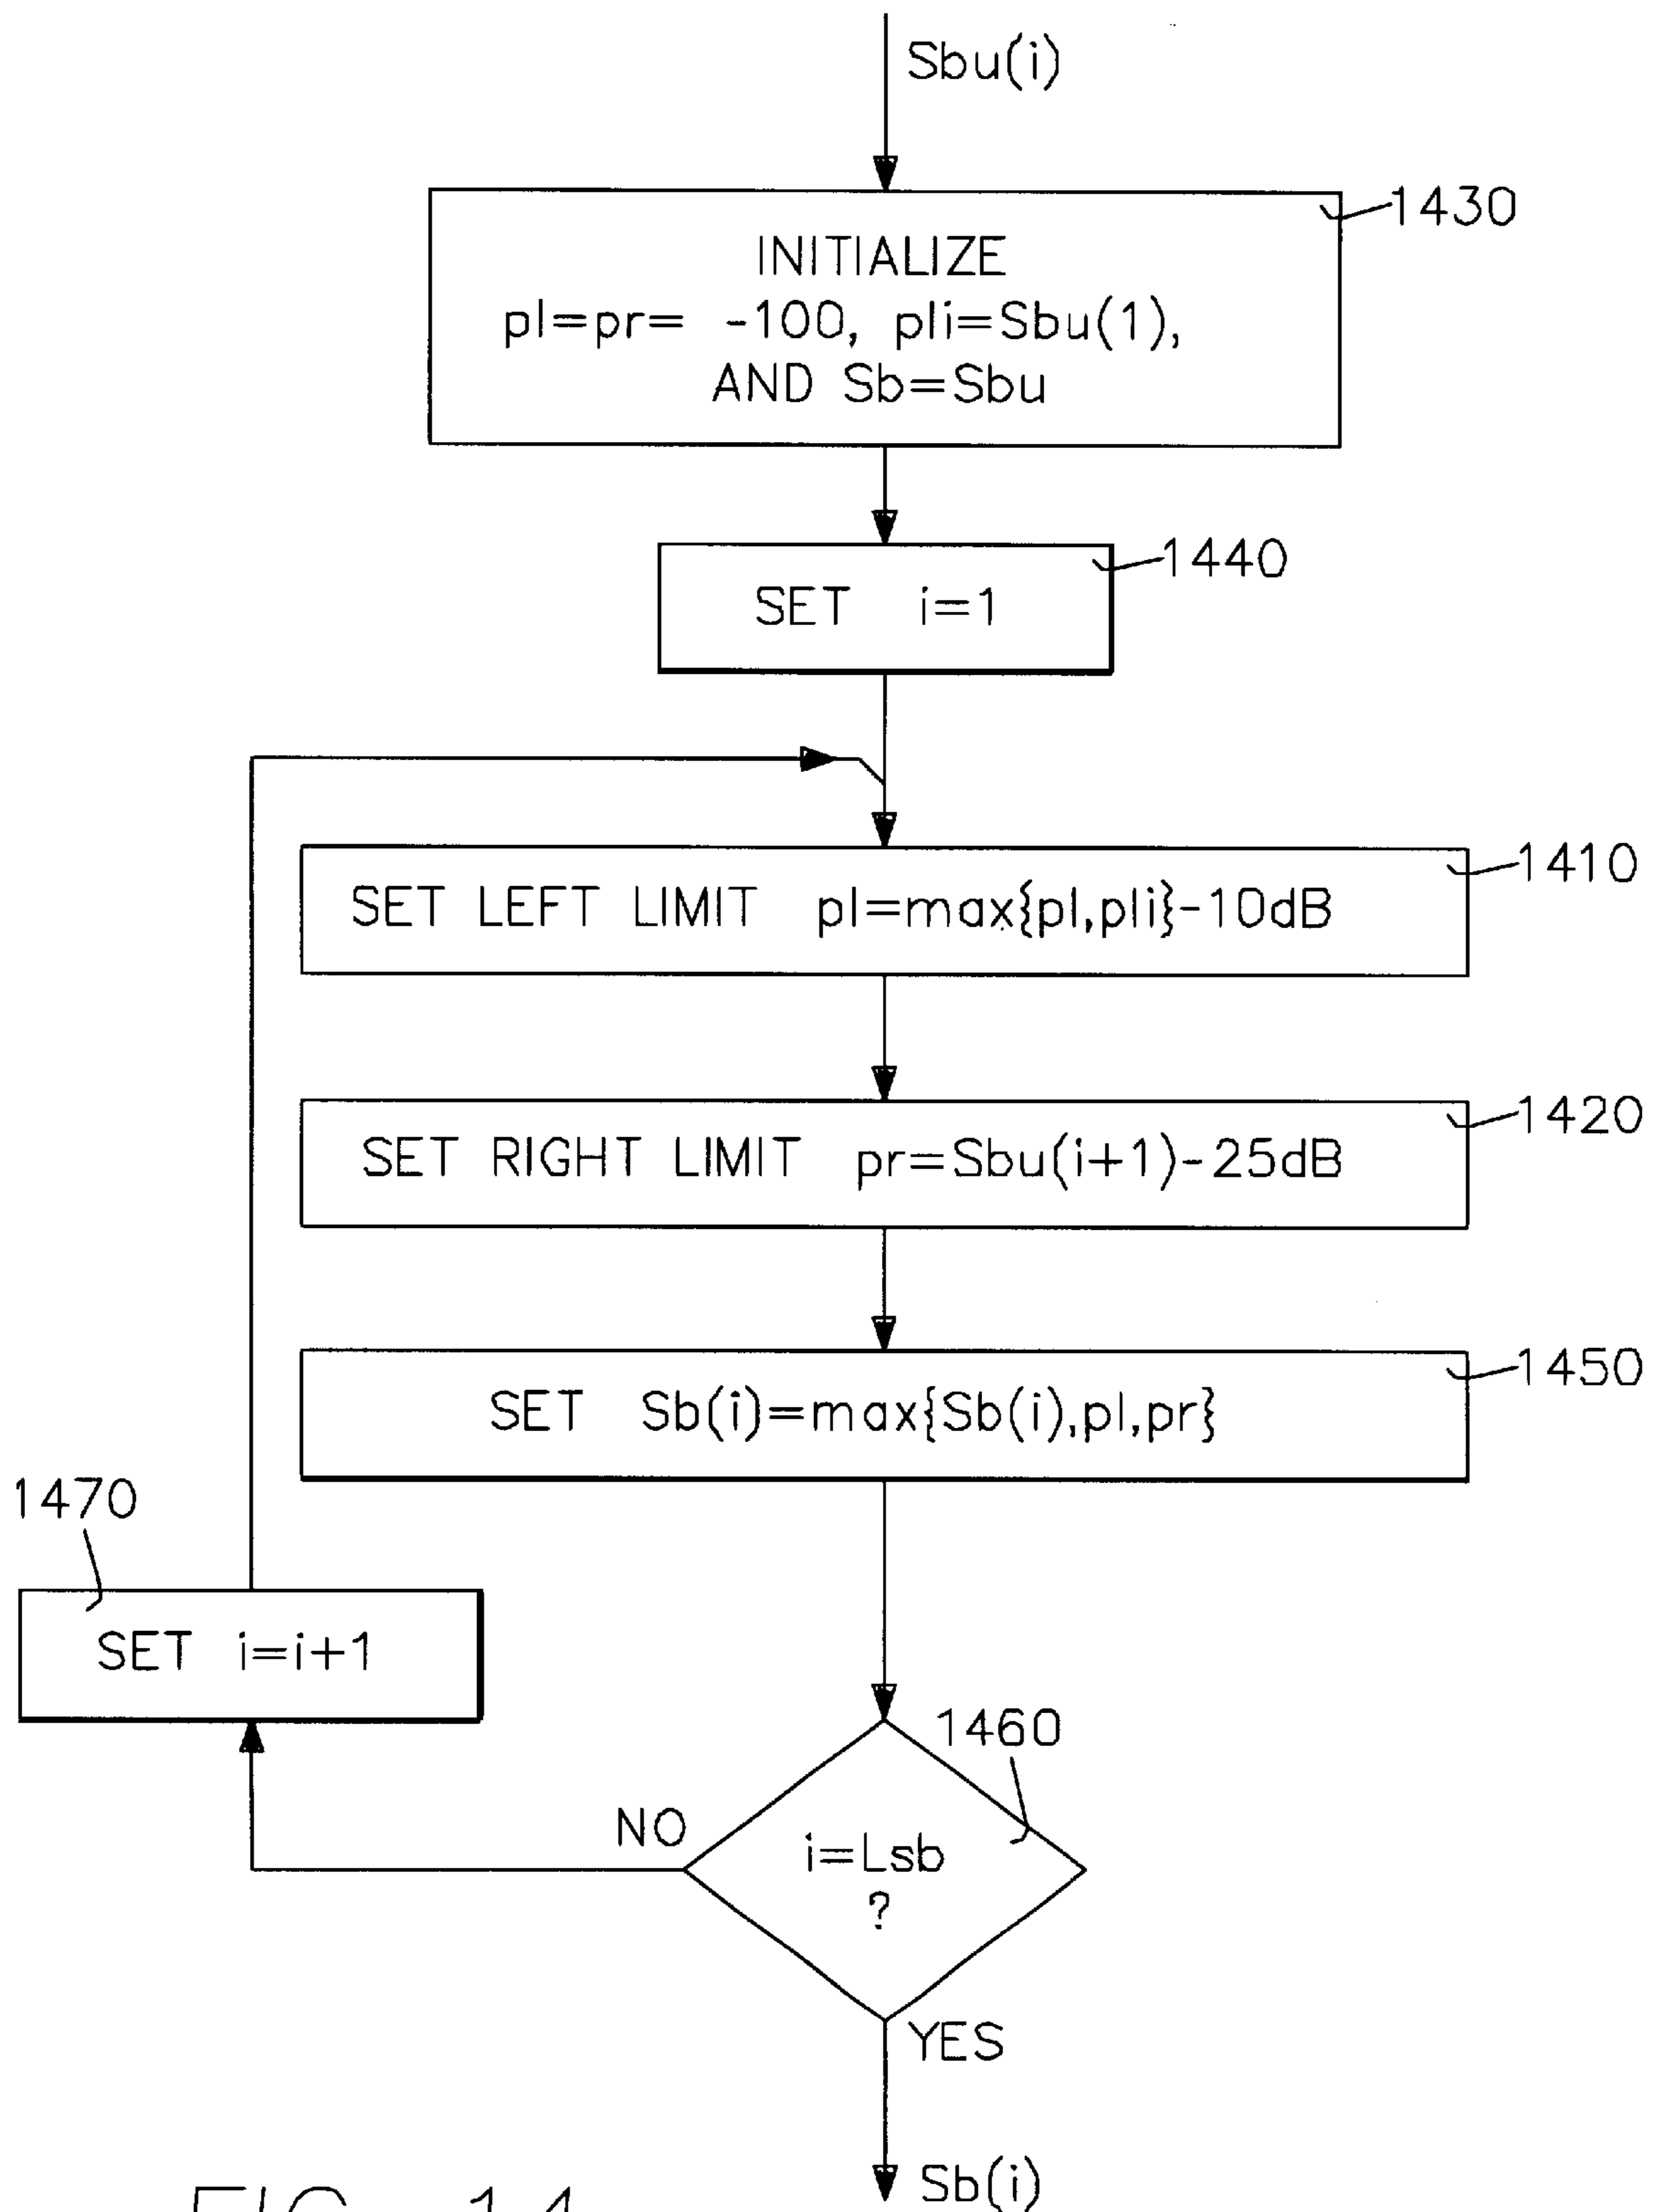 Sbu(i)
1430
INITIALIZE
pl=pr= -100, pli=Sbu(1),
AND Sb=Sbu
1440
SET i=1
1410
SET LEFT LIMIT pl=max{pl,pli}-10dB
1420
SET RIGHT LIMIT pr=Sbu(i+1)-25dB
1450
SET Sb(i)=max{Sb(i),pl,pr}
1470
SET i=i+1
1460
NO
i=Lsb
?
YES
Sb(i)
FIG. 14